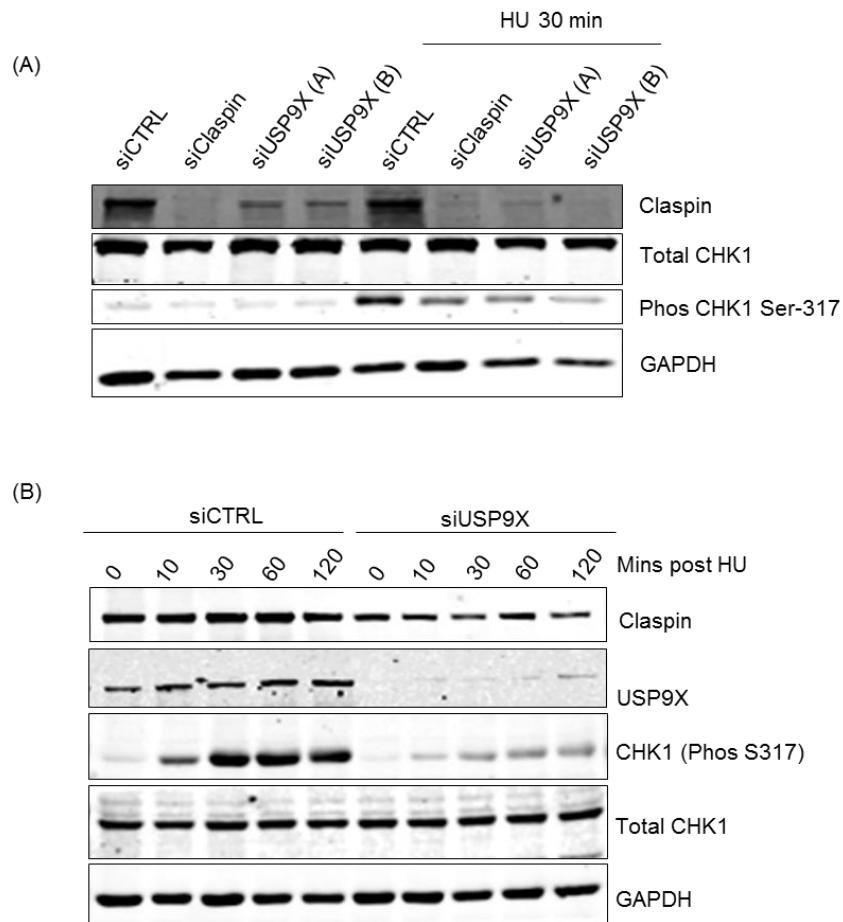 HU 30 min
(A)
siCTRL siClaspin siUSP9X (A) siUSP9X (B) siCTRL siClaspin siUSP9X (A) siUSP9X (B)
Claspin
Total CHK1
Phos CHK1 Ser-317
GAPDH
(B)
siCTRL siUSP9X
0 10 30 60 120 0 10 30 60 120 Mins post HU
Claspin
USP9X
CHK1 (Phos S317)
Total CHK1
GAPDH